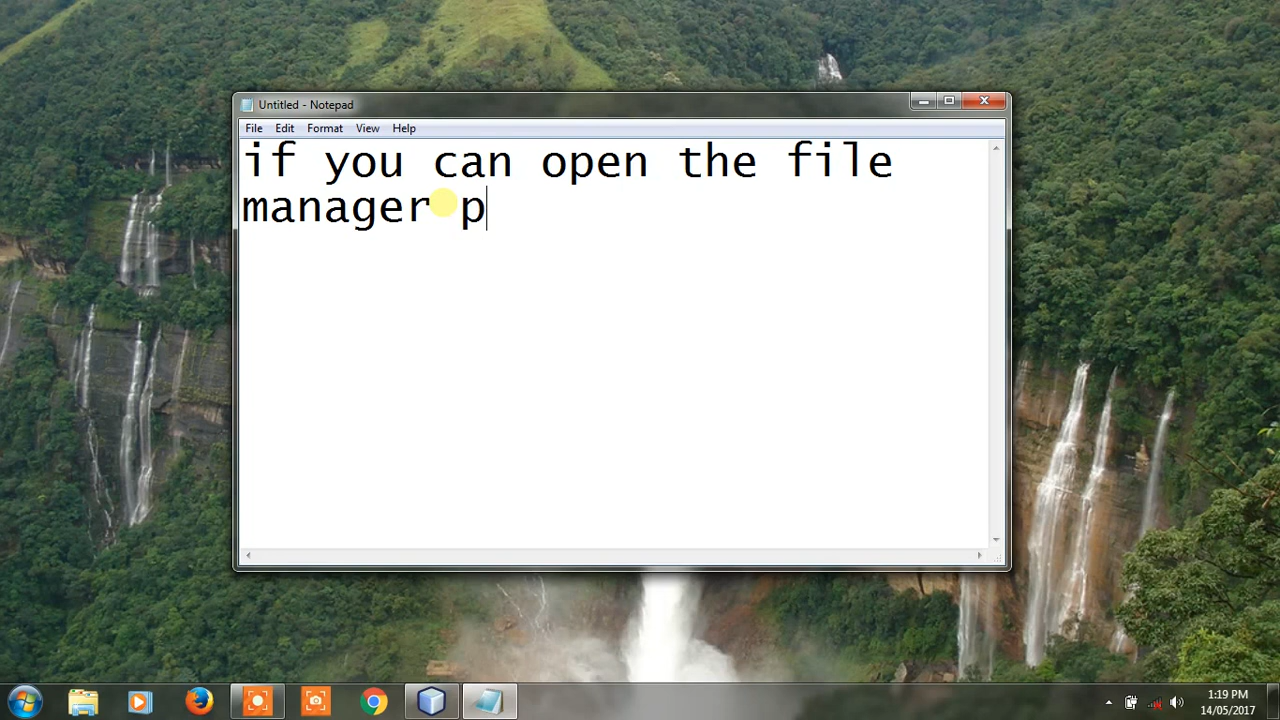 Untitled - Notepad
File Edit Format View Help
if you can open the file
manager p
1:19 PM
14/05/2017